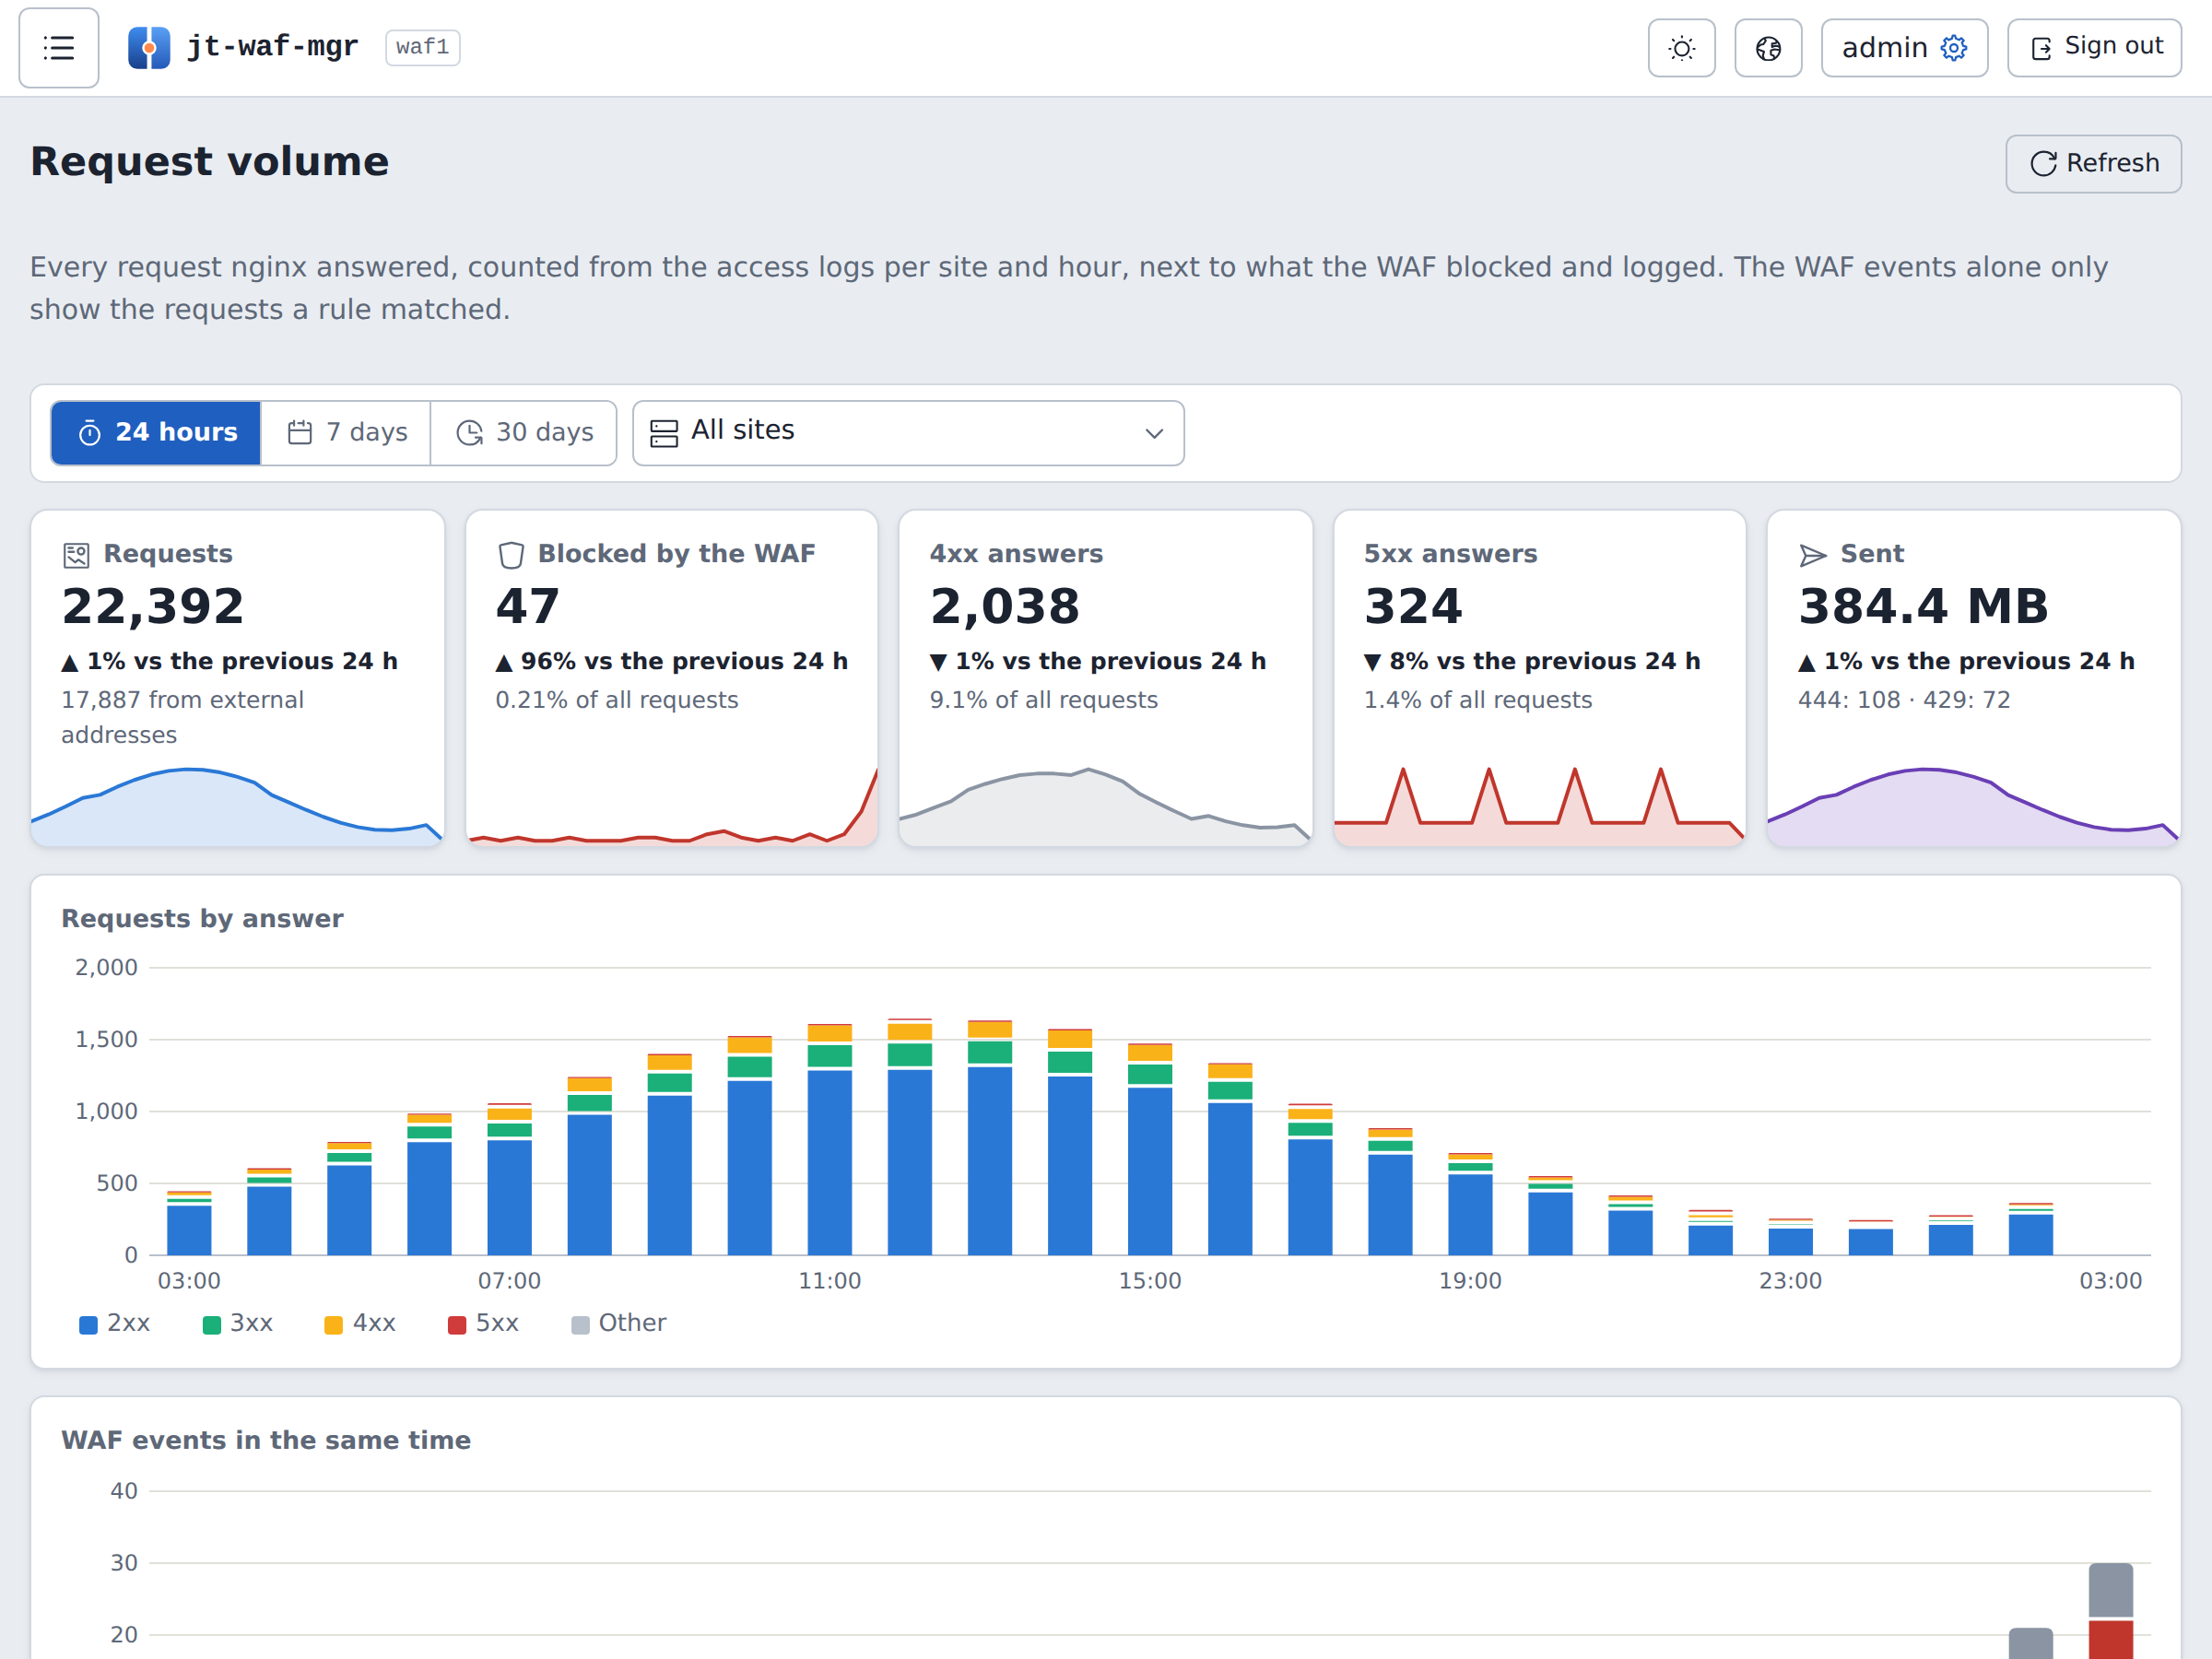 jt-waf-mgr waf1 admin Sign out
Request volume
Refresh
Every request nginx answered, counted from the access logs per site and hour, next to what the WAF blocked and logged. The WAF events alone only
show the requests a rule matched.
24 hours 7 days 30 days All sites
Requests
22,392
▲ 1% vs the previous 24 h
17,887 from external
addresses
Blocked by the WAF
47
▲ 96% vs the previous 24 h
0.21% of all requests
4xx answers
2,038
▼ 1% vs the previous 24 h
9.1% of all requests
5xx answers
324
▼ 8% vs the previous 24 h
1.4% of all requests
Sent
384.4 MB
▲ 1% vs the previous 24 h
444: 108 · 429: 72
Requests by answer
2,000
1,500
1,000
500
0
03:00 07:00 11:00 15:00 19:00 23:00 03:00
2xx 3xx 4xx 5xx Other
WAF events in the same time
40
30
20